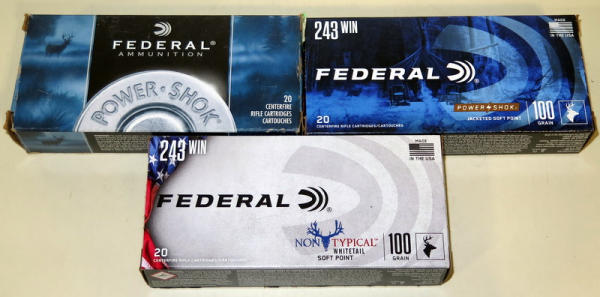 FEDERAL®
AMMUNITION
POWER·SHOK®
20
CENTERFIRE
RIFLE CARTRIDGES
CARTOUCHES
243 WIN
MADE
IN THE USA
FEDERAL®
POWER SHOK®
JACKETED SOFT POINT
100
GRAIN
20
CENTERFIRE RIFLE CARTRIDGES/CARTOUCHES
243 WIN
MADE
IN THE USA
FEDERAL®
NON TYPICAL™
WHITETAIL
SOFT POINT
100
GRAIN
20
CENTERFIRE RIFLE CARTRIDGES/CARTOUCHES